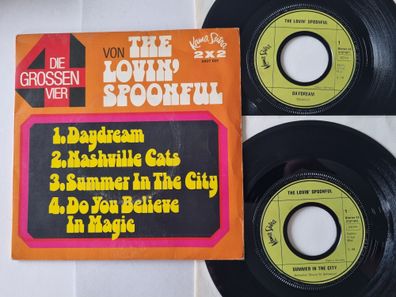 4
DIE
GROSSEN
VIER
VON
THE
LOVIN'
SPOONFUL
Kama Sutra
2X2
1. Daydream
2. Nashville Cats
3. Summer In The City
4. Do You Believe
In Magic
THE LOVIN' SPOONFUL
1
DAYDREAM
THE LOVIN' SPOONFUL
1
SUMMER IN THE CITY